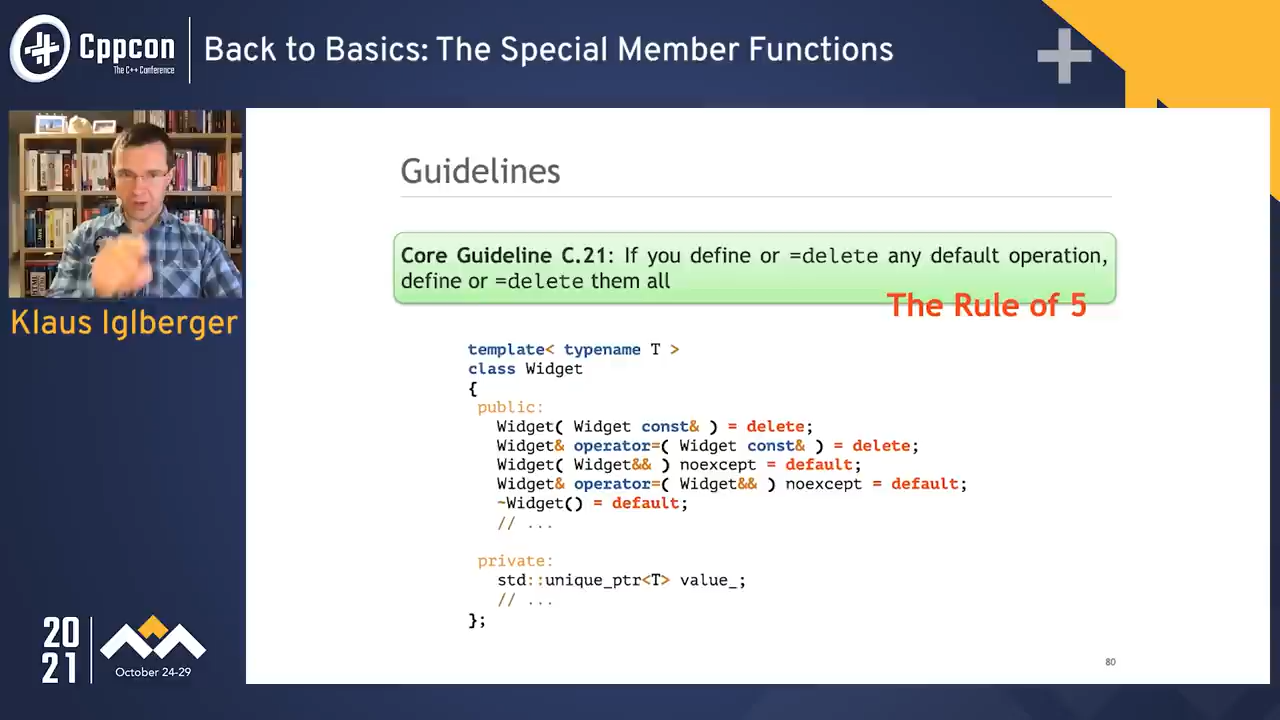 Cppcon
The C++ Conference
Back to Basics: The Special Member Functions
Klaus Iglberger
20
21
October 24-29
Guidelines
Core Guideline C.21: If you define or =delete any default operation,
define or =delete them all
The Rule of 5
template< typename T >
class Widget
{
public:
Widget( Widget const& ) = delete;
Widget& operator=( Widget const& ) = delete;
Widget( Widget&& ) noexcept = default;
Widget& operator=( Widget&& ) noexcept = default;
~Widget() = default;
// ...
private:
std::unique_ptr<T> value_;
// ...
};
80